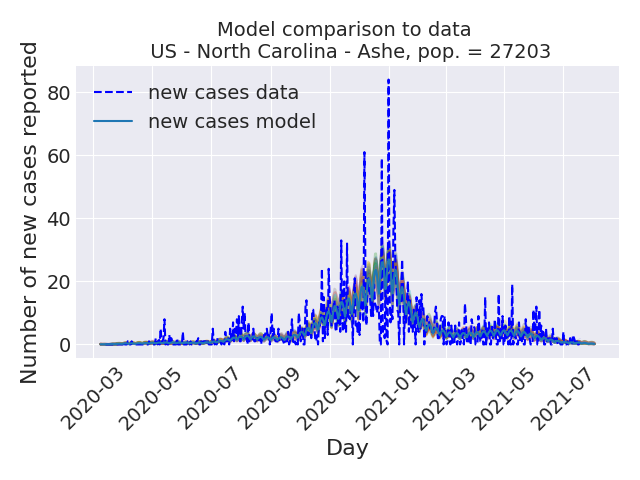 Model comparison to data
US - North Carolina - Ashe, pop. = 27203
Number of new cases reported
80
60
40
20
0
new cases data
new cases model
2020-03
2020-05
2020-07
2020-09
2020-11
2021-01
2021-03
2021-05
2021-07
Day